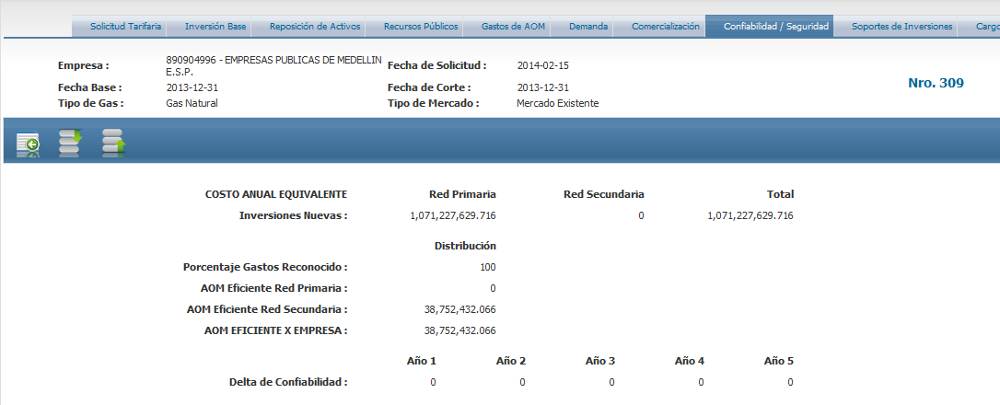 Solicitud Tarifaria Inversión Base Reposición de Activos Recursos Públicos Gastos de AOM Demanda Comercialización Confiabilidad / Seguridad Soportes de Inversiones Cargo
Empresa : 890904996 - EMPRESAS PUBLICAS DE MEDELLIN E.S.P. Fecha de Solicitud : 2014-02-15
Nro. 309
Fecha Base : 2013-12-31 Fecha de Corte : 2013-12-31
Tipo de Gas : Gas Natural Tipo de Mercado : Mercado Existente
COSTO ANUAL EQUIVALENTE Red Primaria Red Secundaria Total
Inversiones Nuevas : 1,071,227,629.716 0 1,071,227,629.716
Distribución
Porcentaje Gastos Reconocido : 100
AOM Eficiente Red Primaria : 0
AOM Eficiente Red Secundaria : 38,752,432.066
AOM EFICIENTE X EMPRESA : 38,752,432.066
Año 1 Año 2 Año 3 Año 4 Año 5
Delta de Confiabilidad : 0 0 0 0 0